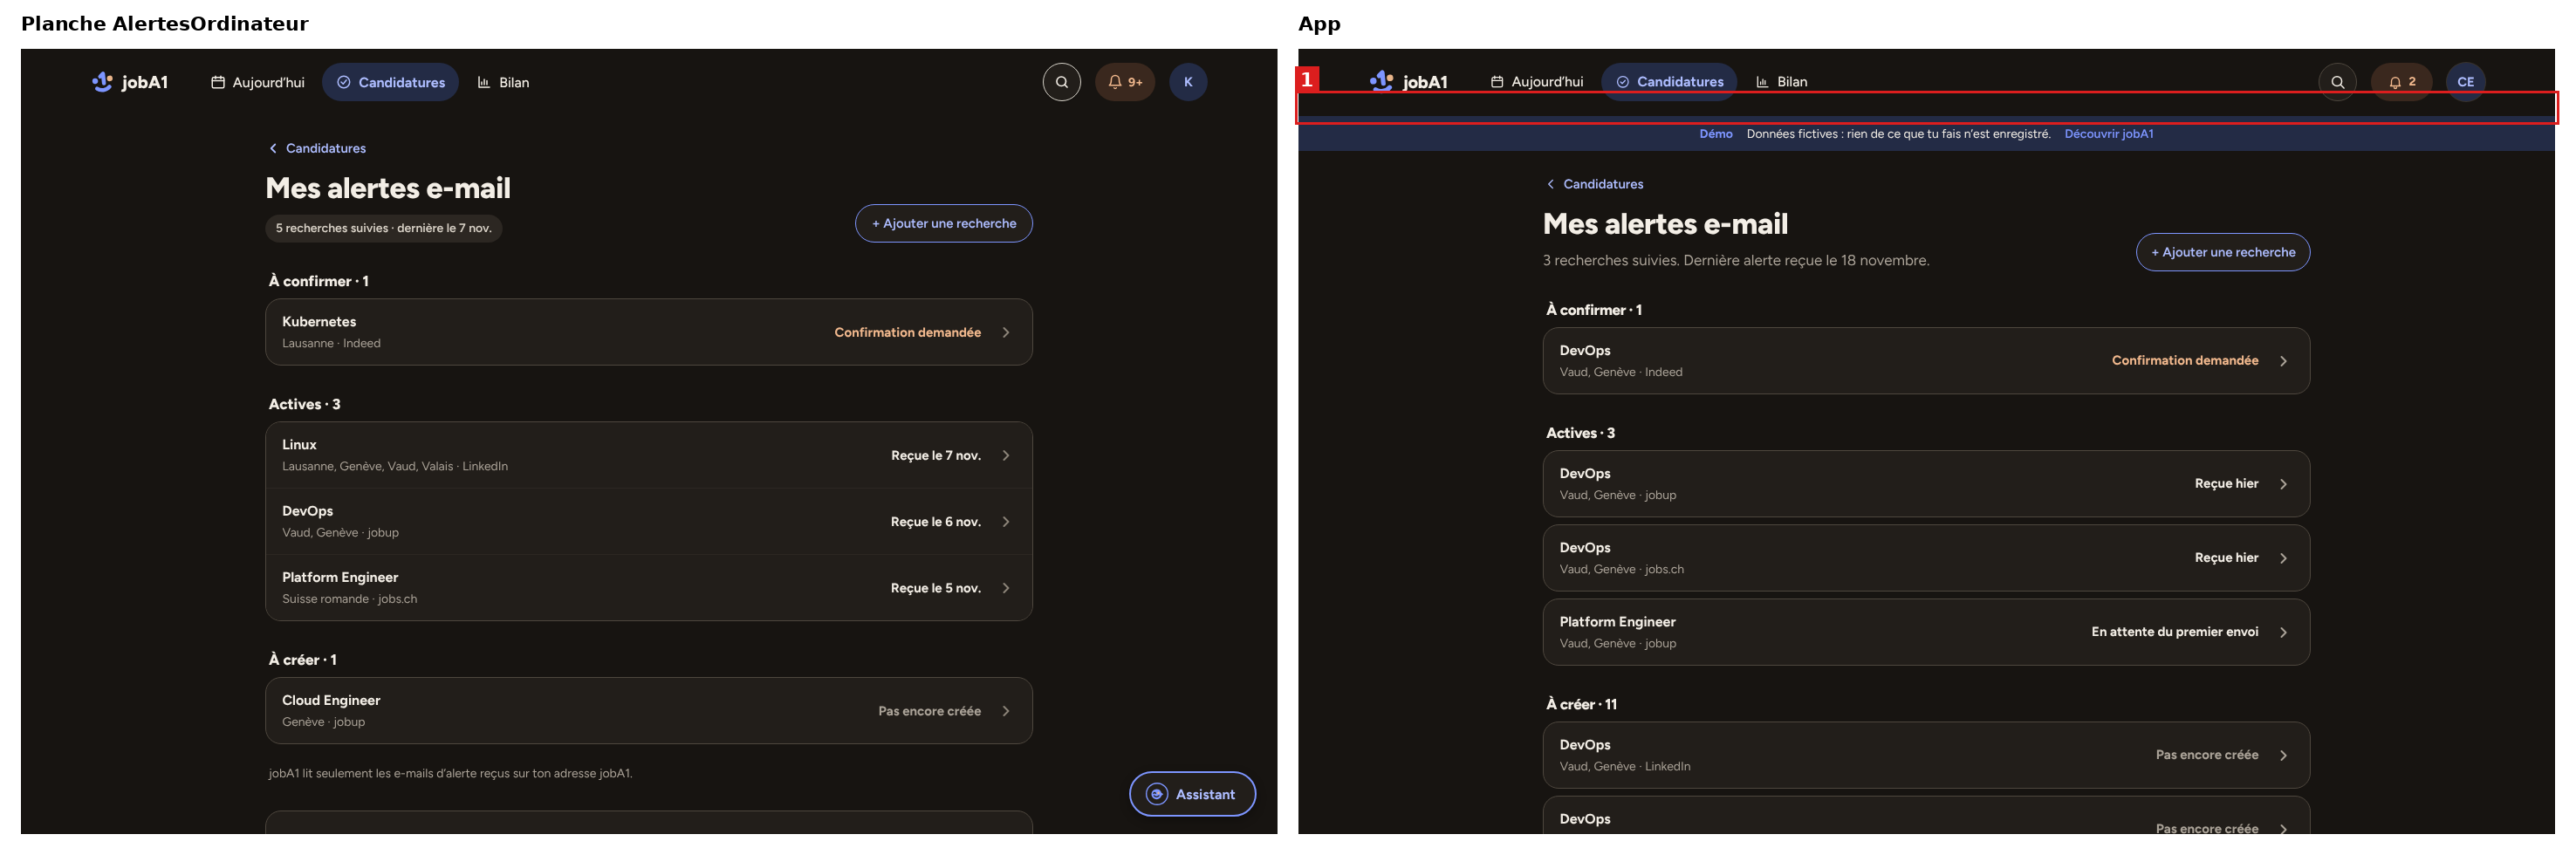 Planche AlertesOrdinateur
jobA1 Aujourd'hui Candidatures Bilan 9+ K
Candidatures
Mes alertes e-mail
5 recherches suivies · dernière le 7 nov.
+ Ajouter une recherche
À confirmer · 1
Kubernetes
Lausanne · Indeed
Confirmation demandée
Actives · 3
Linux
Lausanne, Genève, Vaud, Valais · LinkedIn
Reçue le 7 nov.
DevOps
Vaud, Genève · jobup
Reçue le 6 nov.
Platform Engineer
Suisse romande · jobs.ch
Reçue le 5 nov.
À créer · 1
Cloud Engineer
Genève · jobup
Pas encore créée
jobA1 lit seulement les e-mails d'alerte reçus sur ton adresse jobA1.
Assistant
App
1
jobA1 Aujourd'hui Candidatures Bilan 2 CE
Démo Données fictives : rien de ce que tu fais n'est enregistré. Découvrir jobA1
Candidatures
Mes alertes e-mail
3 recherches suivies. Dernière alerte reçue le 18 novembre.
+ Ajouter une recherche
À confirmer · 1
DevOps
Vaud, Genève · Indeed
Confirmation demandée
Actives · 3
DevOps
Vaud, Genève · jobup
Reçue hier
DevOps
Vaud, Genève · jobs.ch
Reçue hier
Platform Engineer
Vaud, Genève · jobup
En attente du premier envoi
À créer · 11
DevOps
Vaud, Genève · LinkedIn
Pas encore créée
DevOps
Pas encore créée